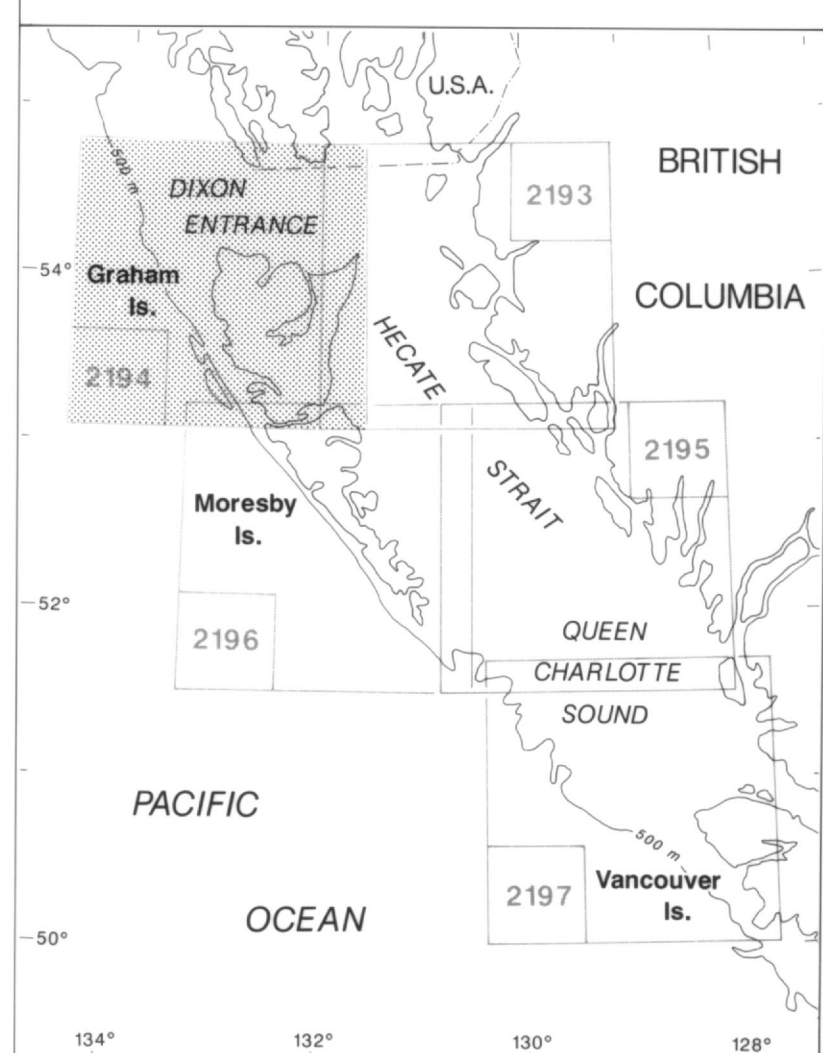 U.S.A.
BRITISH
COLUMBIA
500 m
DIXON
ENTRANCE
2193
54°
Graham
Is.
2194
HECATE
STRAIT
2195
Moresby
Is.
52°
2196
QUEEN
CHARLOTTE
SOUND
PACIFIC
OCEAN
500 m
2197
Vancouver
Is.
50°
134°
132°
130°
128°